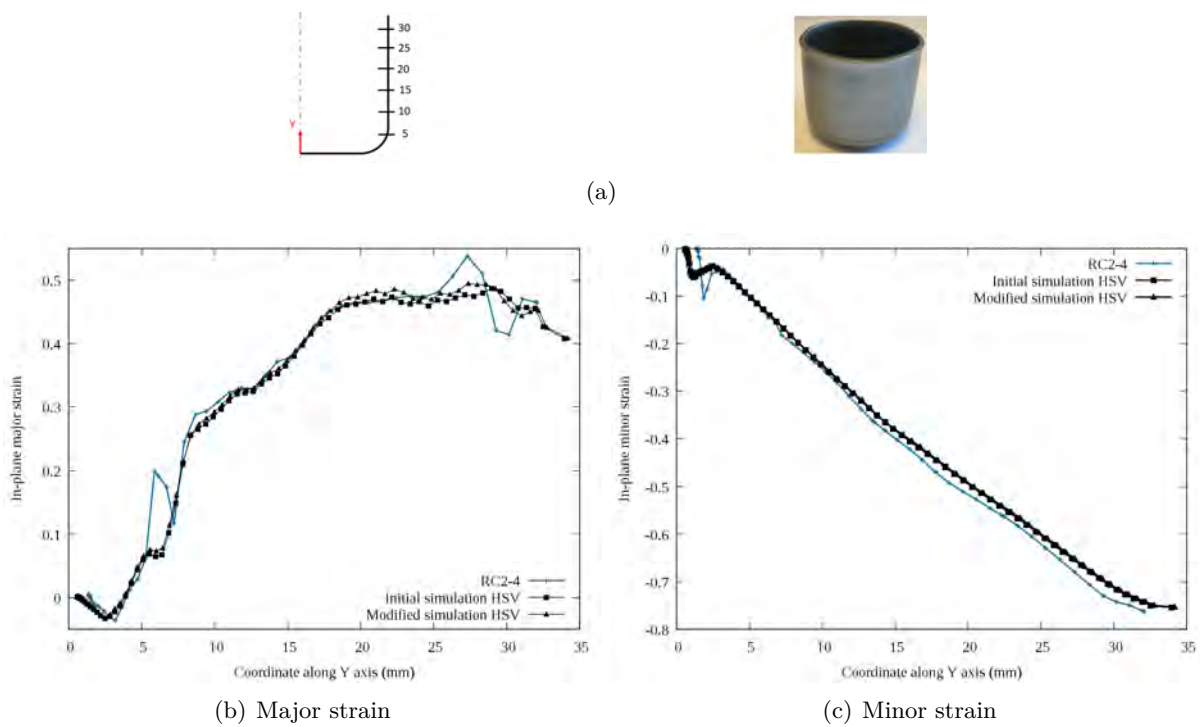 30
25
20
15
10
Y
5
(a)
0.5
0.4
0.3
0.2
0.1
0
In-plane major strain
RC2-4
Initial simulation HSV
Modified simulation HSV
0 5 10 15 20 25 30 35
Coordinate along Y axis (mm)
(b) Major strain
0
-0.1
-0.2
-0.3
-0.4
-0.5
-0.6
-0.7
-0.8
In-plane minor strain
RC2-4
Initial simulation HSV
Modified simulation HSV
0 5 10 15 20 25 30 35
Coordinate along Y axis (mm)
(c) Minor strain